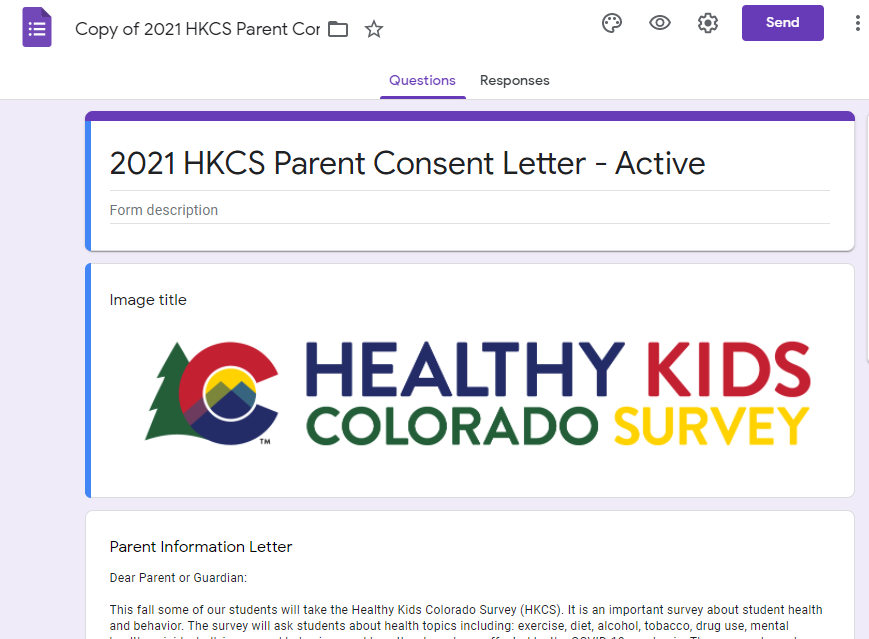 Copy of 2021 HKCS Parent Cor
Send
Questions Responses
2021 HKCS Parent Consent Letter - Active
Form description
Image title
HEALTHY KIDS
COLORADO SURVEY
TM
Parent Information Letter
Dear Parent or Guardian:
This fall some of our students will take the Healthy Kids Colorado Survey (HKCS). It is an important survey about student health
and behavior. The survey will ask students about health topics including: exercise, diet, alcohol, tobacco, drug use, mental